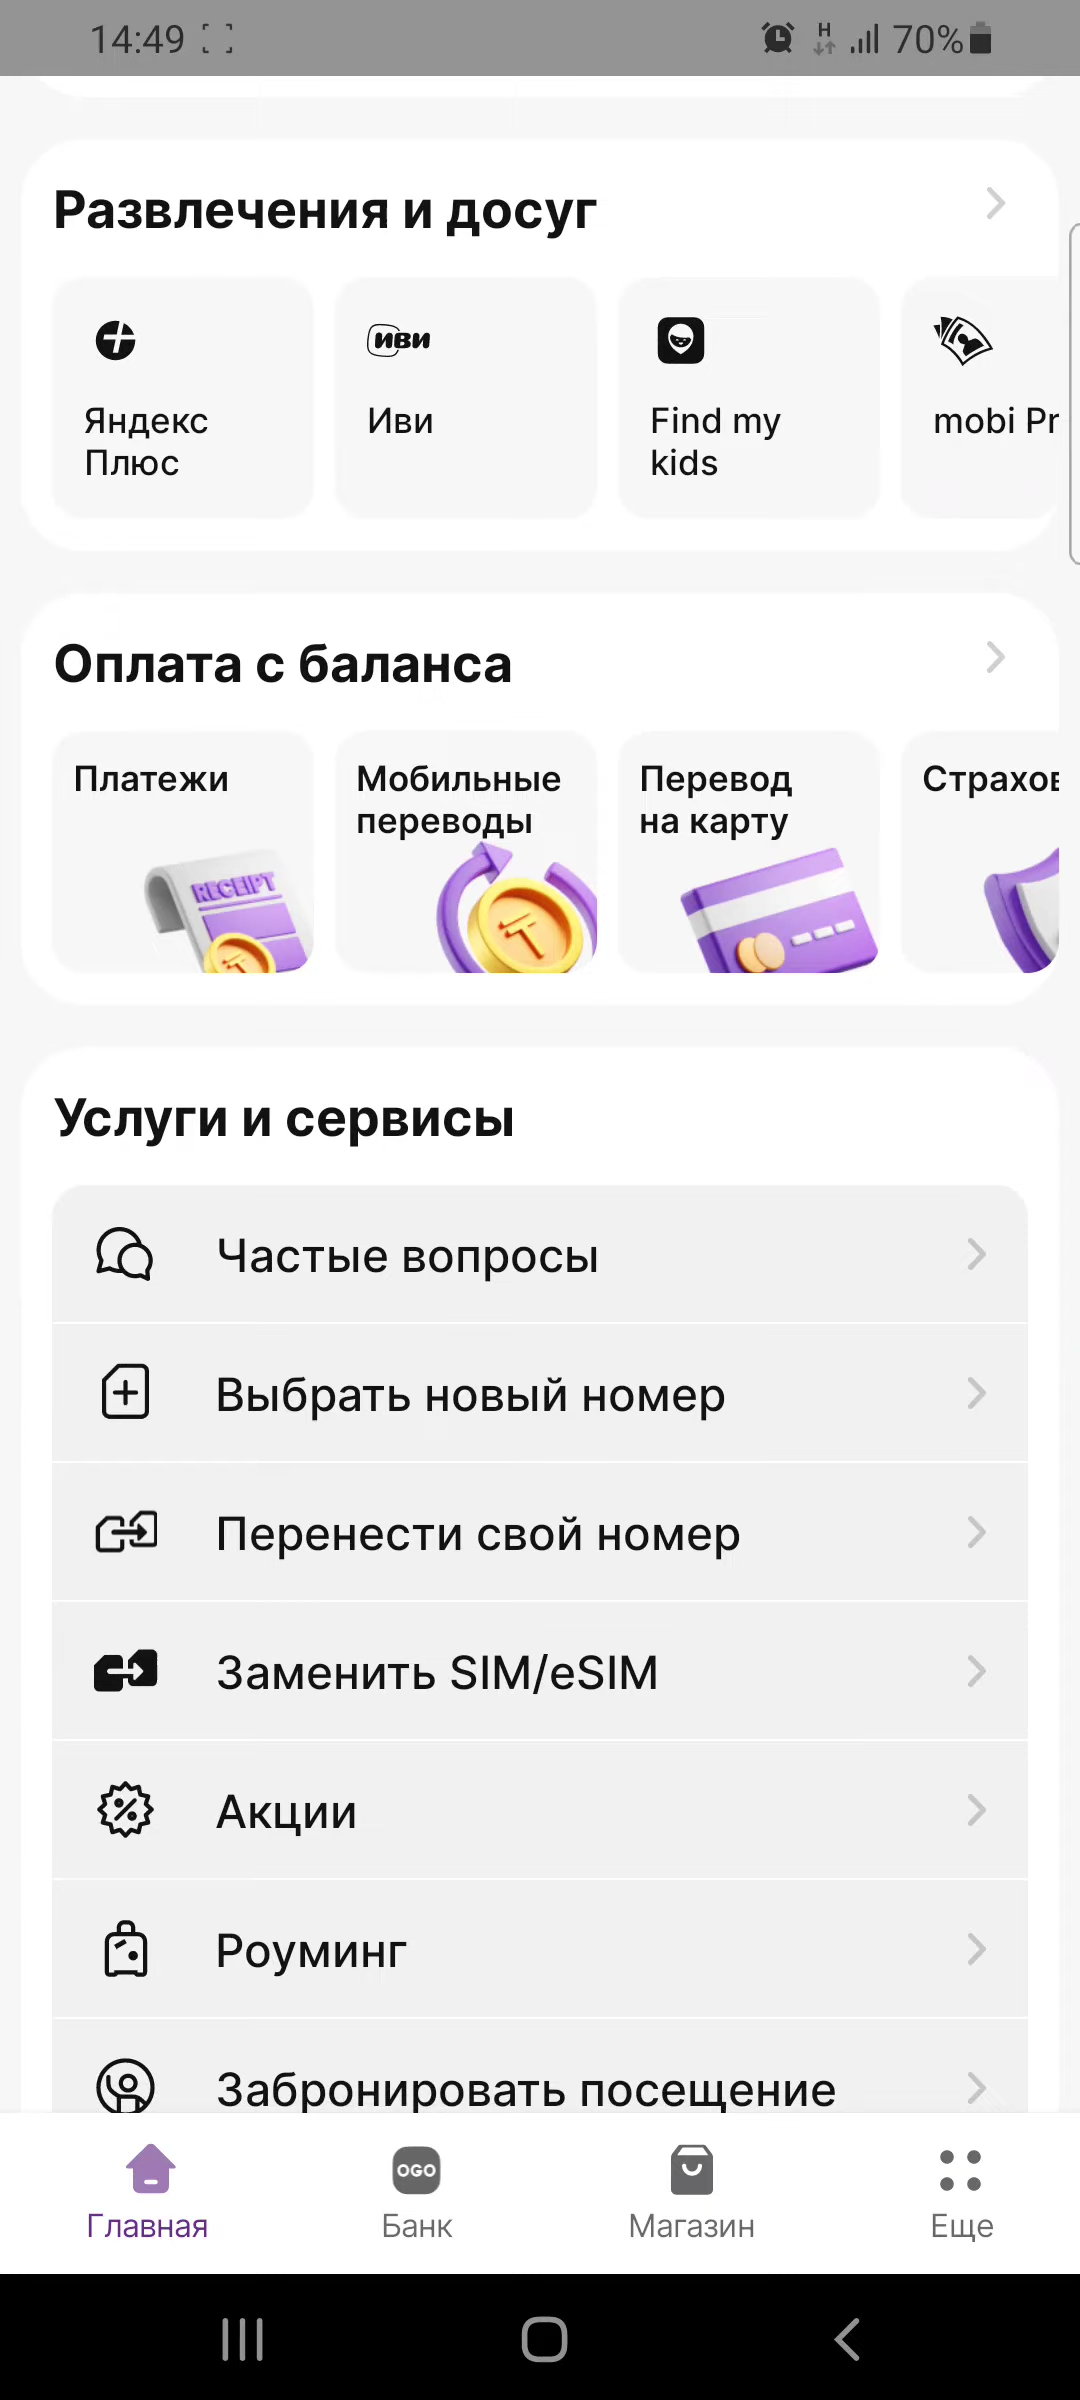 14:49
H
70%
Развлечения и досуг
иви
Яндекс
Плюс
Иви
Find my
kids
mobi Pr
Оплата с баланса
Платежи
RECEIPT
Мобильные
переводы
Перевод
на карту
Страхов
Услуги и сервисы
Частые вопросы
Выбрать новый номер
Перенести свой номер
Заменить SIM/eSIM
Акции
Роуминг
Забронировать посещение
Главная
OGO
Банк
Магазин
Еще